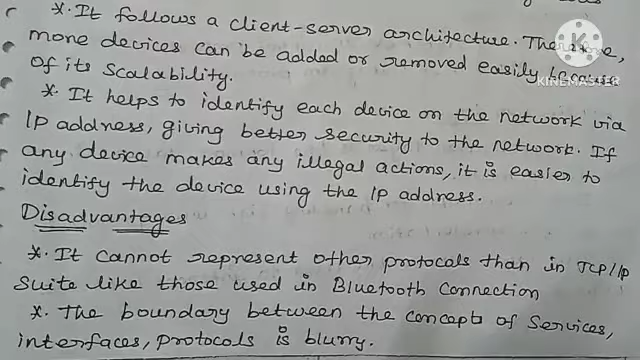 *. It follows a client-server architecture. Therefore,
more devices can be added or removed easily because
of its scalability.
*. It helps to identify each device on the network via
IP address, giving better security to the network. If
any device makes any illegal actions, it is easier to
identify the device using the IP address.
Disadvantages
*. It cannot represent other protocals than in TCP/IP
Suite like those used in Bluetooth Connection
*. The boundary between the concepts of Services,
interfaces, protocols is blurry.
KINEMASTER